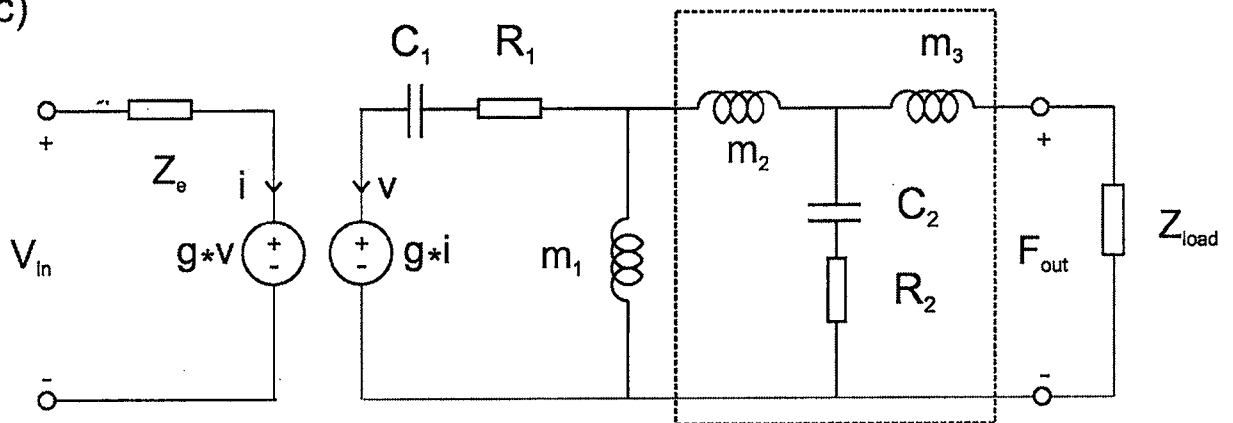 c)
C₁ R₁ m₃
+ Zₑ i v m₂ +
C₂
Vᵢₙ + - g*v + - g*i m₁ Fₒᵤₜ Zₗₒₐd
R₂
- -